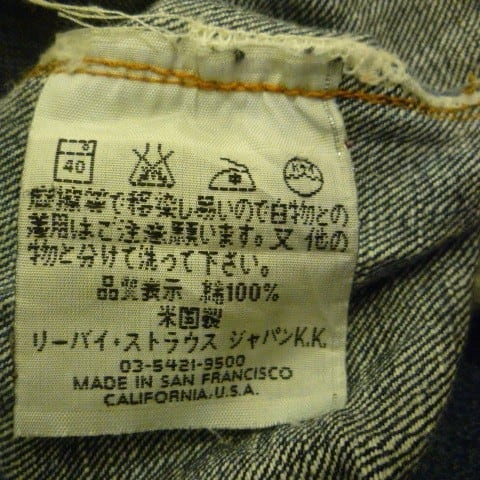 40
摩擦等で移染し易いので白物との
着用はご注意願います。又 他の
物と分けて洗って下さい。
品質表示 綿100%
米国製
リーバイ・ストラウス ジャパンK.K.
03-5421-9500
MADE IN SAN FRANCISCO
CALIFORNIA, U.S.A.